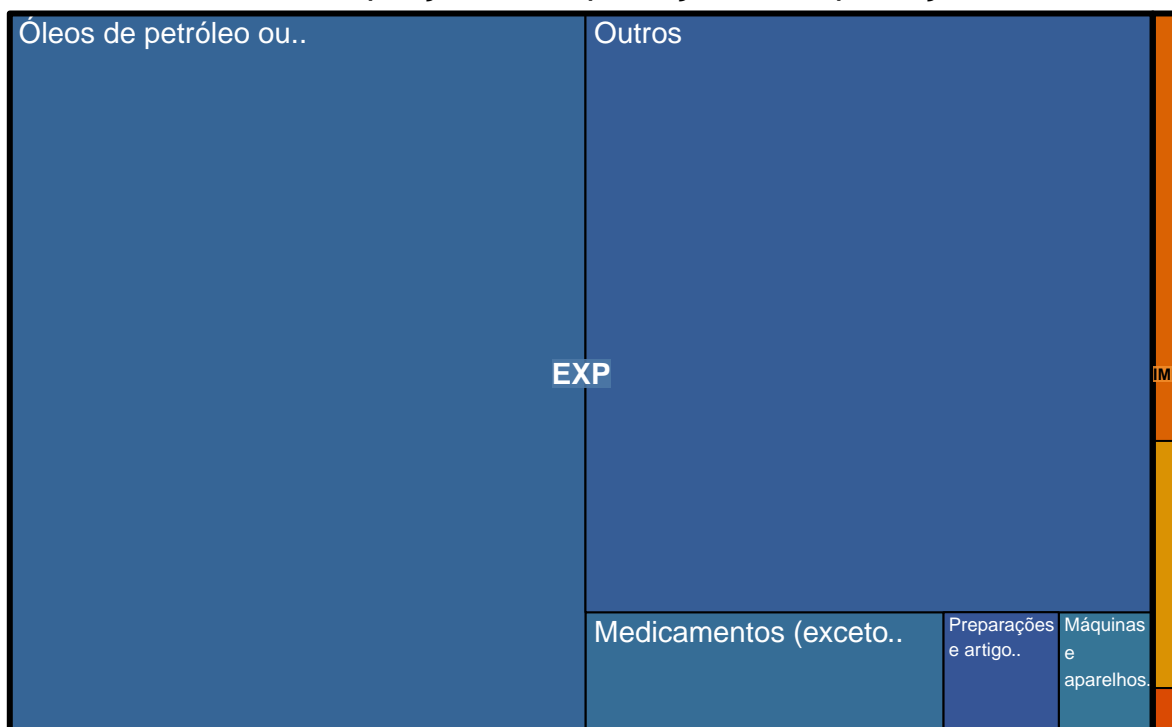 Óleos de petróleo ou..
Outros
EXP
IM
Medicamentos (exceto..
Preparações
e artigo..
Máquinas
e
aparelhos.